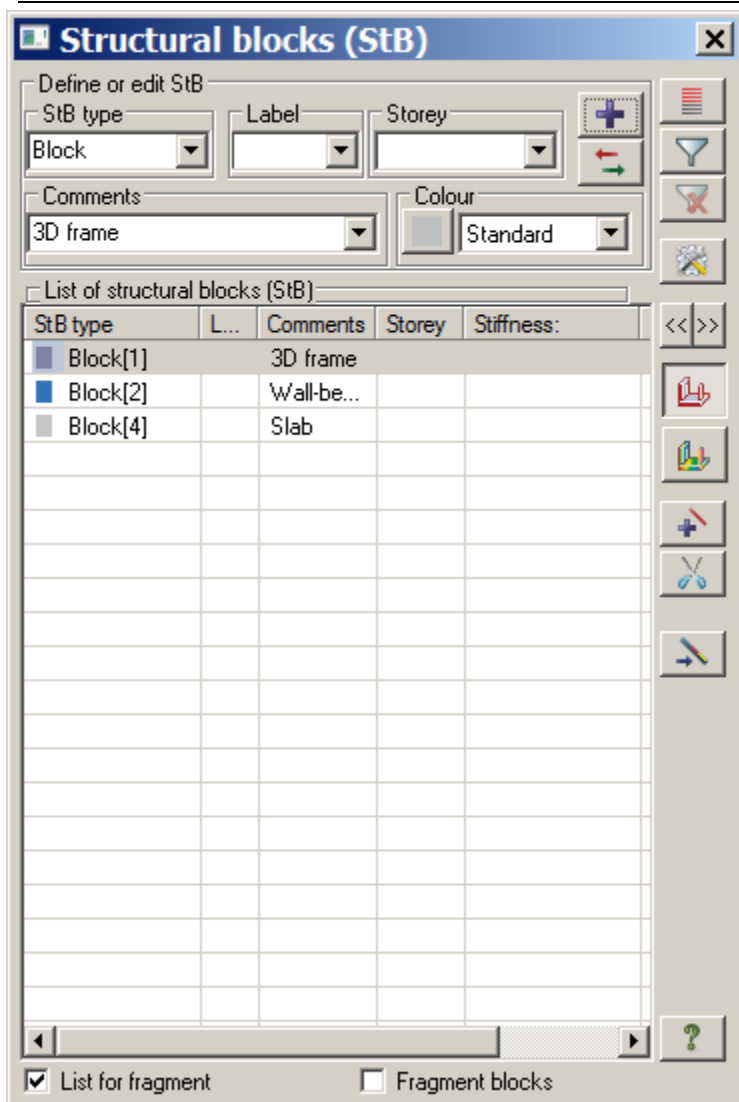 Structural blocks (StB)
Define or edit StB
StB type Label Storey
Block
Comments Colour
3D frame Standard
List of structural blocks (StB)
StB type L... Comments Storey Stiffness:
Block[1] 3D frame
Block[2] Wall-be...
Block[4] Slab
<< >>
?
List for fragment Fragment blocks